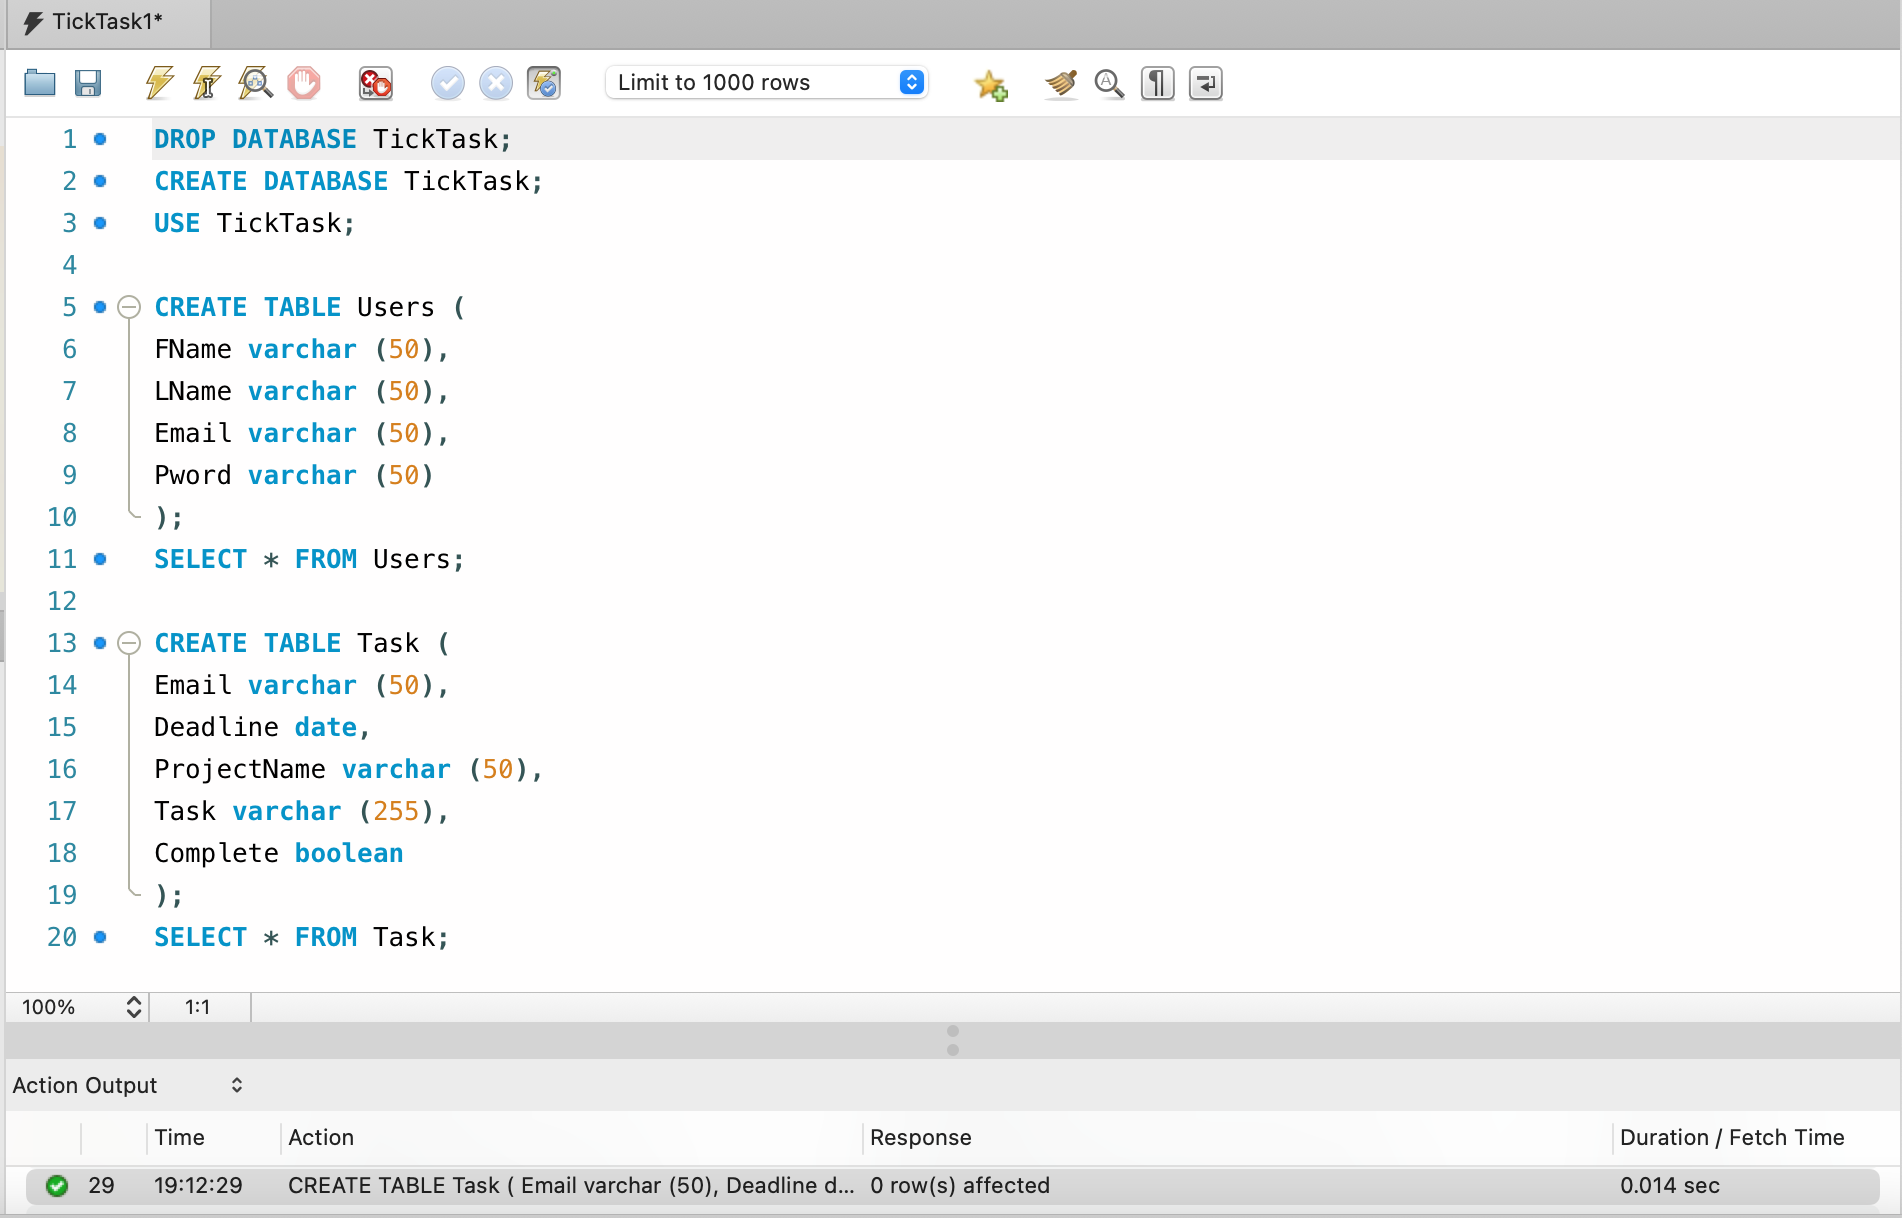 TickTask1*
Limit to 1000 rows
1 DROP DATABASE TickTask;
2 CREATE DATABASE TickTask;
3 USE TickTask;
4
5 CREATE TABLE Users (
6 FName varchar (50),
7 LName varchar (50),
8 Email varchar (50),
9 Pword varchar (50)
10 );
11 SELECT * FROM Users;
12
13 CREATE TABLE Task (
14 Email varchar (50),
15 Deadline date,
16 ProjectName varchar (50),
17 Task varchar (255),
18 Complete boolean
19 );
20 SELECT * FROM Task;
100% 1:1
Action Output
Time Action Response Duration / Fetch Time
29 19:12:29 CREATE TABLE Task ( Email varchar (50), Deadline d... 0 row(s) affected 0.014 sec